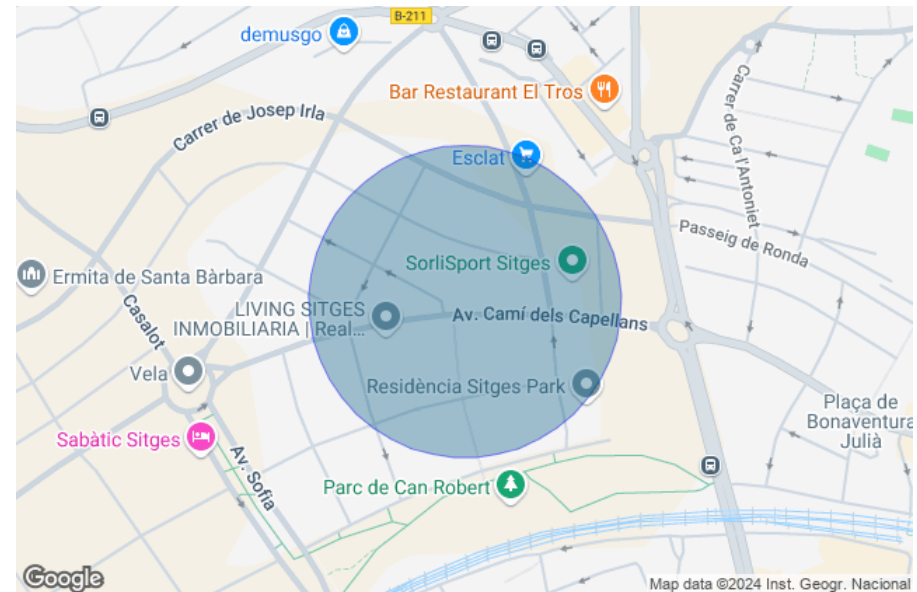 B-211
demusgo
Bar Restaurant El Tros
Carrer de Josep Irla
Carrer de Ca l'Antoniet
Esclat
Passeig de Ronda
SorliSport Sitges
Ermita de Santa Bàrbara
LIVING SITGES
INMOBILIARIA | Real...
Av. Camí dels Capellans
Casalot
Vela
Residència Sitges Park
Plaça de
Bonaventura
Julià
Sabàtic Sitges
Av. Sofia
Parc de Can Robert
Google
Map data ©2024 Inst. Geogr. Nacional